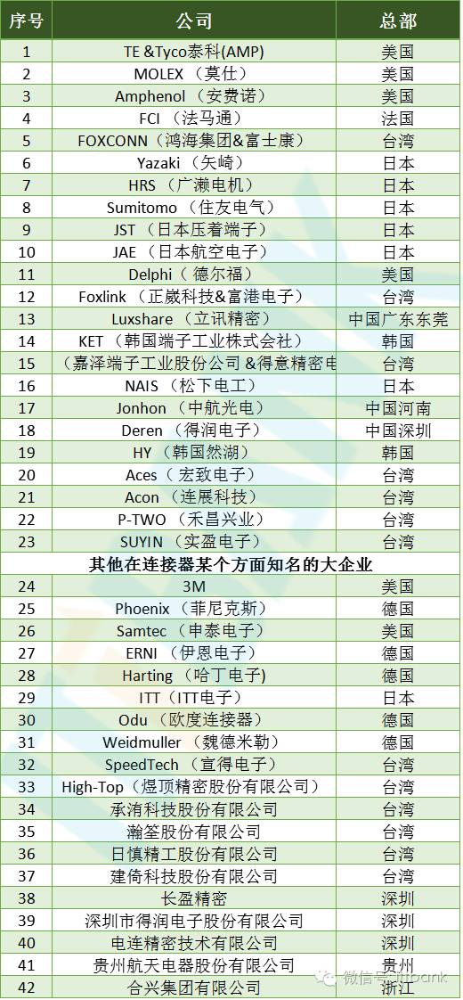 序号 公司 总部
1 TE &Tyco泰科(AMP) 美国
2 MOLEX（莫仕） 美国
3 Amphenol（安费诺） 美国
4 FCI（法马通） 法国
5 FOXCONN（鸿海集团&富士康） 台湾
6 Yazaki（矢崎） 日本
7 HRS（广濑电机） 日本
8 Sumitomo（住友电气） 日本
9 JST（日本压着端子） 日本
10 JAE（日本航空电子） 日本
11 Delphi（ 德尔福） 美国
12 Foxlink（正崴科技&富港电子） 台湾
13 Luxshare（立讯精密） 中国广东东莞
14 KET（韩国端子工业株式会社） 韩国
15 （嘉泽端子工业股份公司 &得意精密电 台湾
16 NAIS（松下电工） 日本
17 Jonhon（中航光电） 中国河南
18 Deren（得润电子） 中国深圳
19 HY（韩国然湖） 韩国
20 Aces（ 宏致电子） 台湾
21 Acon（连展科技） 台湾
22 P-TWO（禾昌兴业） 台湾
23 SUYIN（实盈电子） 台湾
其他在连接器某个方面知名的大企业
24 3M 美国
25 Phoenix（菲尼克斯） 德国
26 Samtec（申泰电子） 美国
27 ERNI（伊恩电子） 德国
28 Harting（哈丁电子) 德国
29 ITT（ITT电子） 日本
30 Odu（欧度连接器） 德国
31 Weidmuller（魏德米勒） 德国
32 SpeedTech（宣得电子） 台湾
33 High-Top（煜顶精密股份有限公司） 台湾
34 承洧科技股份有限公司 台湾
35 瀚荃股份有限公司 台湾
36 日慎精工股份有限公司 台湾
37 建倚科技股份有限公司 台湾
38 长盈精密 深圳
39 深圳市得润电子股份有限公司 深圳
40 电连精密技术有限公司 深圳
41 贵州航天电器股份有限公司 贵州
42 合兴集团有限公司 浙江